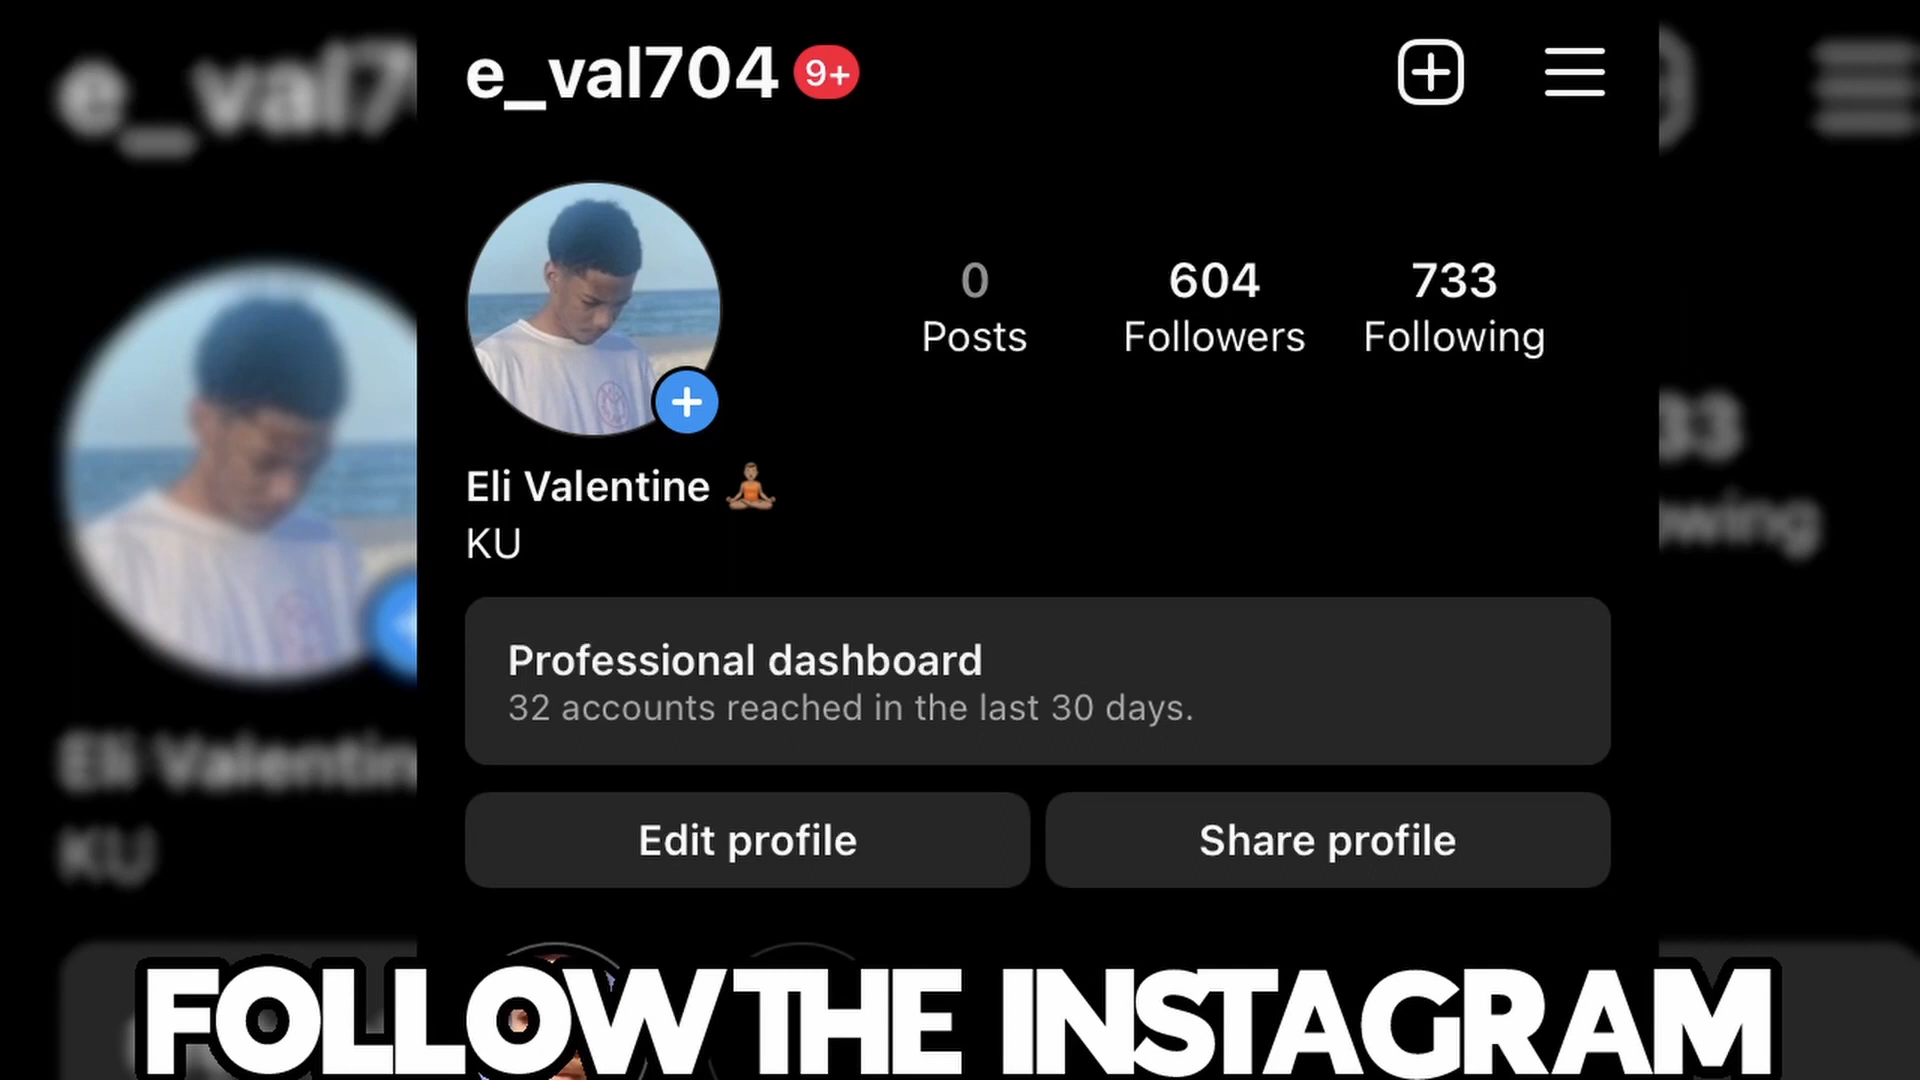 e_val704 9+
0 604 733
Posts Followers Following
Eli Valentine
KU
Professional dashboard
32 accounts reached in the last 30 days.
Edit profile Share profile
FOLLOW THE INSTAGRAM